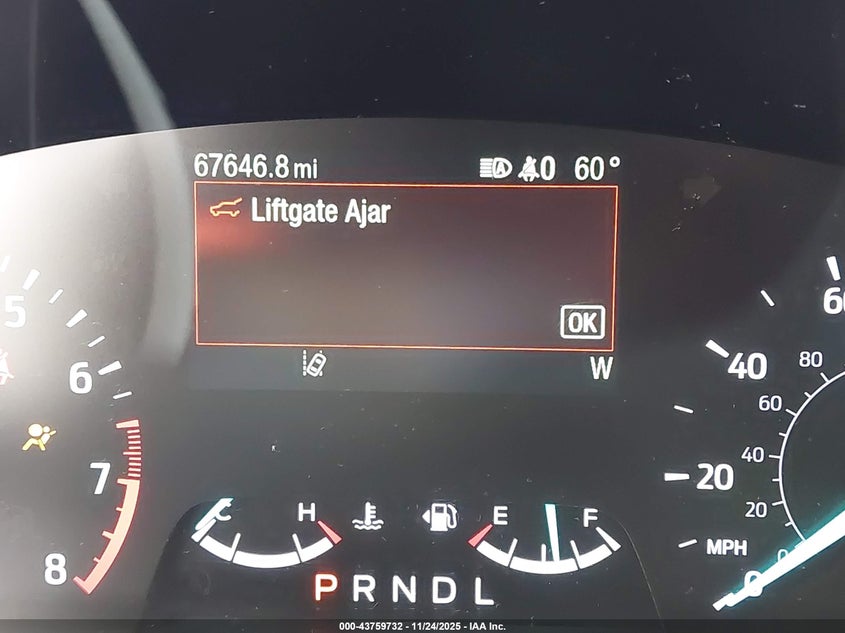 67646.8 mi
A 0 60°
Liftgate Ajar
OK
W
5
6
7
8
C H
E F
P R N D L
60
40
20
0
MPH
80
60
40
20
0
000-43759732 - 11/24/2025 - IAA Inc.